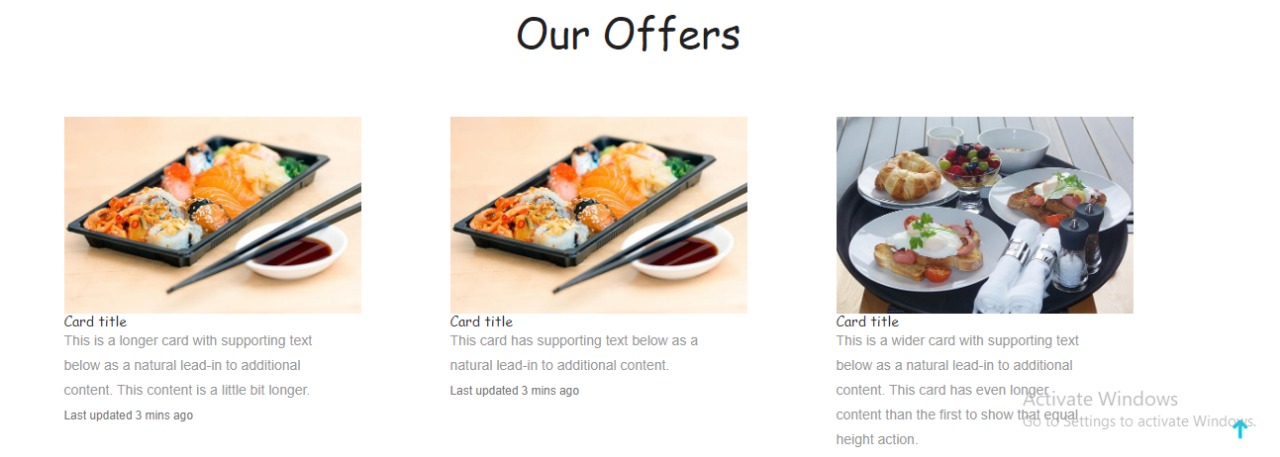 Our Offers
Card title
This is a longer card with supporting text
below as a natural lead-in to additional
content. This content is a little bit longer.
Last updated 3 mins ago
Card title
This card has supporting text below as a
natural lead-in to additional content.
Last updated 3 mins ago
Card title
This is a wider card with supporting text
below as a natural lead-in to additional
content. This card has even longer
content than the first to show that equal
height action.
Activate Windows
Go to Settings to activate Windows.